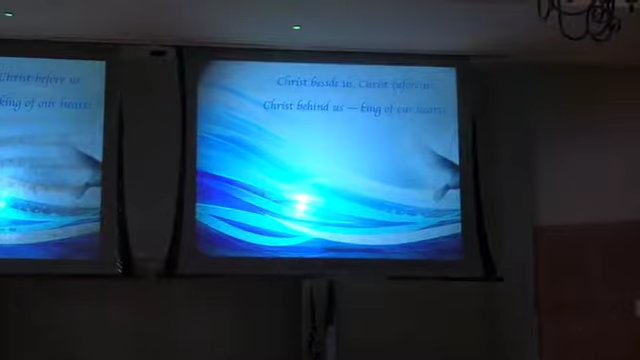 Christ before us
king of our hearts
Christ beside us, Christ before us
Christ behind us — king of our hearts